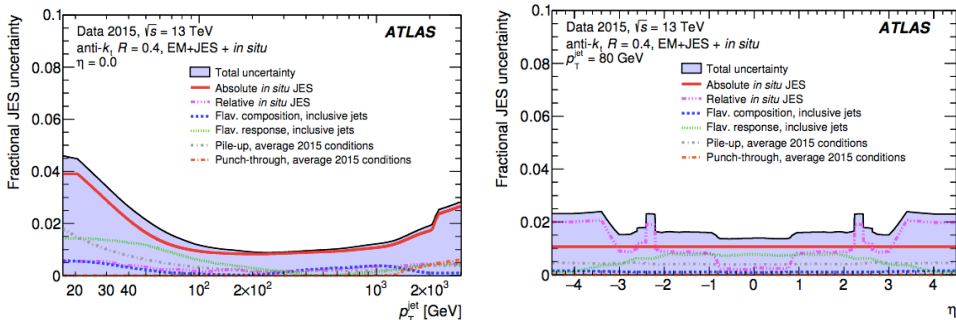 Fractional JES uncertainty
0.1
0.08
0.06
0.04
0.02
0
Data 2015, √s = 13 TeV
ATLAS
anti-kₜ R = 0.4, EM+JES + in situ
η = 0.0
Total uncertainty
Absolute in situ JES
Relative in situ JES
Flav. composition, inclusive jets
Flav. response, inclusive jets
Pile-up, average 2015 conditions
Punch-through, average 2015 conditions
20 30 40 10² 2×10² 10³ 2×10³
p_T^jet [GeV]
Fractional JES uncertainty
0.1
0.08
0.06
0.04
0.02
0
Data 2015, √s = 13 TeV
ATLAS
anti-kₜ R = 0.4, EM+JES + in situ
p_T^jet = 80 GeV
Total uncertainty
Absolute in situ JES
Relative in situ JES
Flav. composition, inclusive jets
Flav. response, inclusive jets
Pile-up, average 2015 conditions
Punch-through, average 2015 conditions
−4 −3 −2 −1 0 1 2 3 4
η